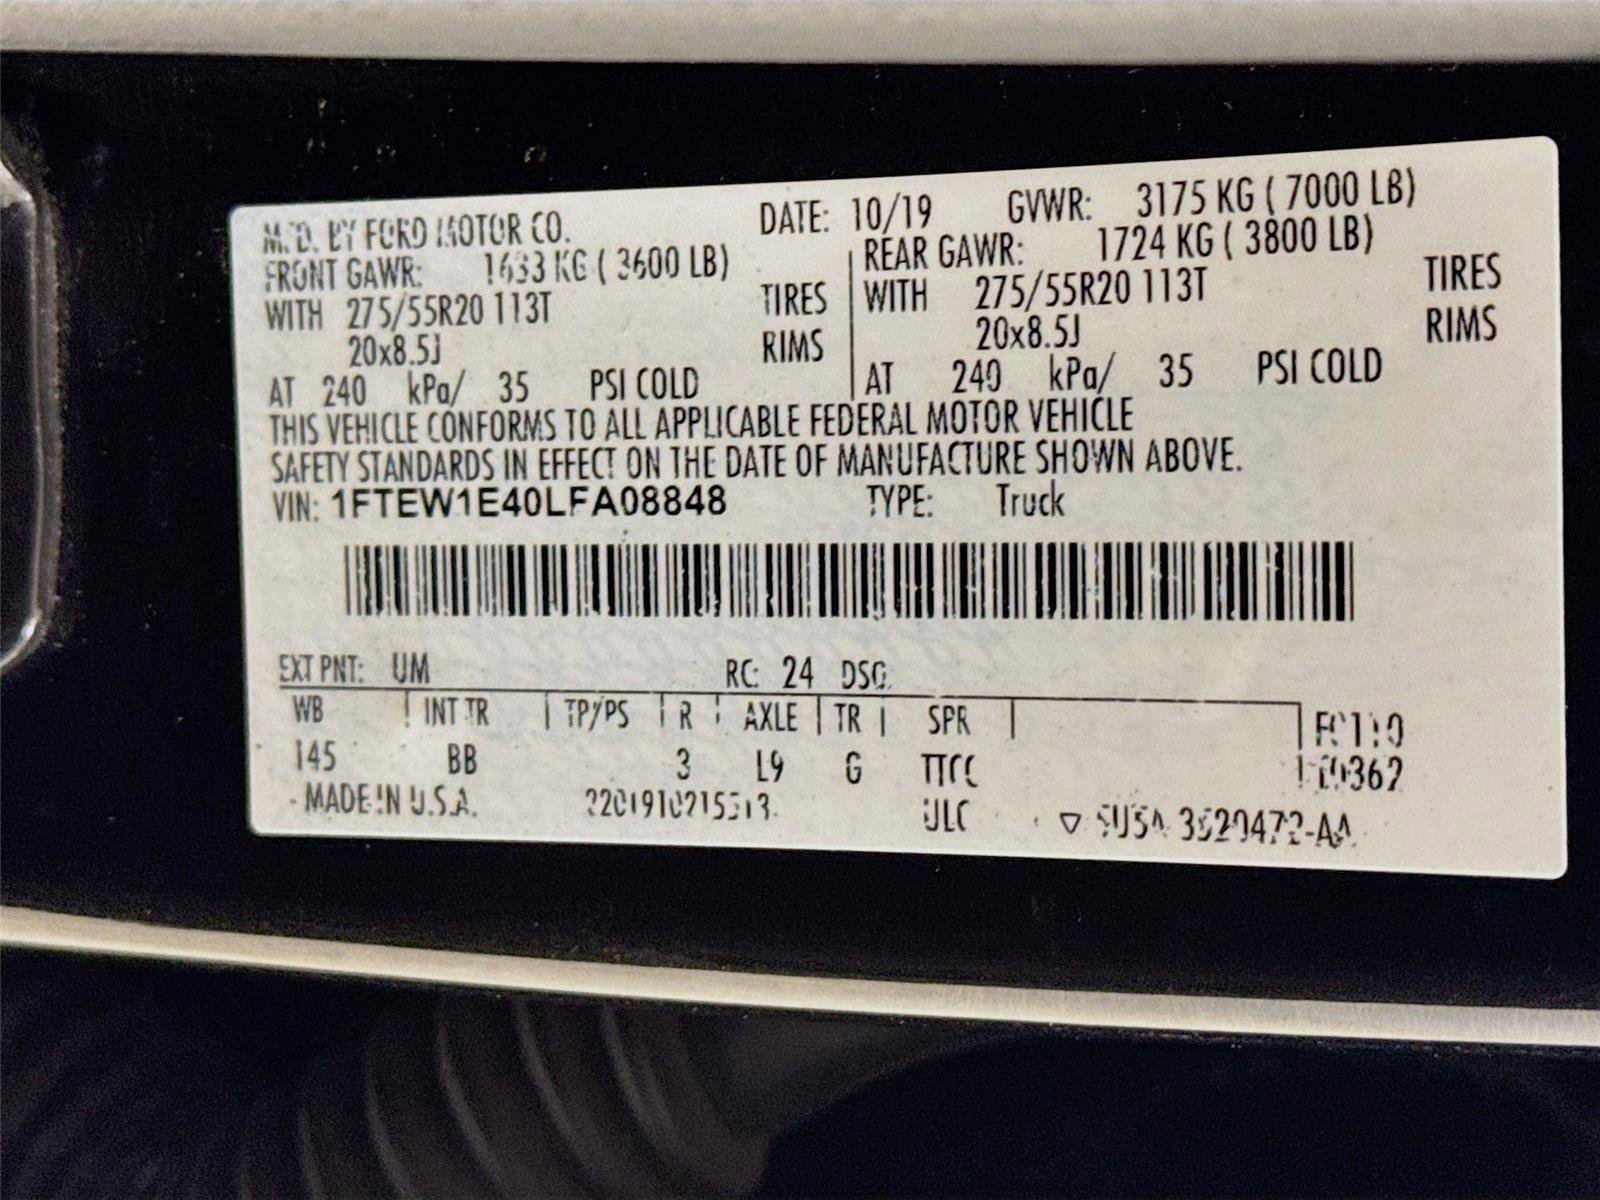 MFD. BY FORD MOTOR CO. DATE: 10/19 GVWR: 3175 KG ( 7000 LB)
FRONT GAWR: 1633 KG ( 3600 LB) REAR GAWR: 1724 KG ( 3800 LB)
WITH 275/55R20 113T TIRES WITH 275/55R20 113T TIRES
20x8.5J RIMS 20x8.5J RIMS
AT 240 kPa/ 35 PSI COLD AT 240 kPa/ 35 PSI COLD
THIS VEHICLE CONFORMS TO ALL APPLICABLE FEDERAL MOTOR VEHICLE
SAFETY STANDARDS IN EFFECT ON THE DATE OF MANUFACTURE SHOWN ABOVE.
VIN: 1FTEW1E40LFA08848 TYPE: Truck
EXT PNT: UM RC: 24 DSO:
WB INT TR TP/PS R AXLE TR SPR
145 BB 3 L9 G TTCC
MADE IN U.S.A. ULC